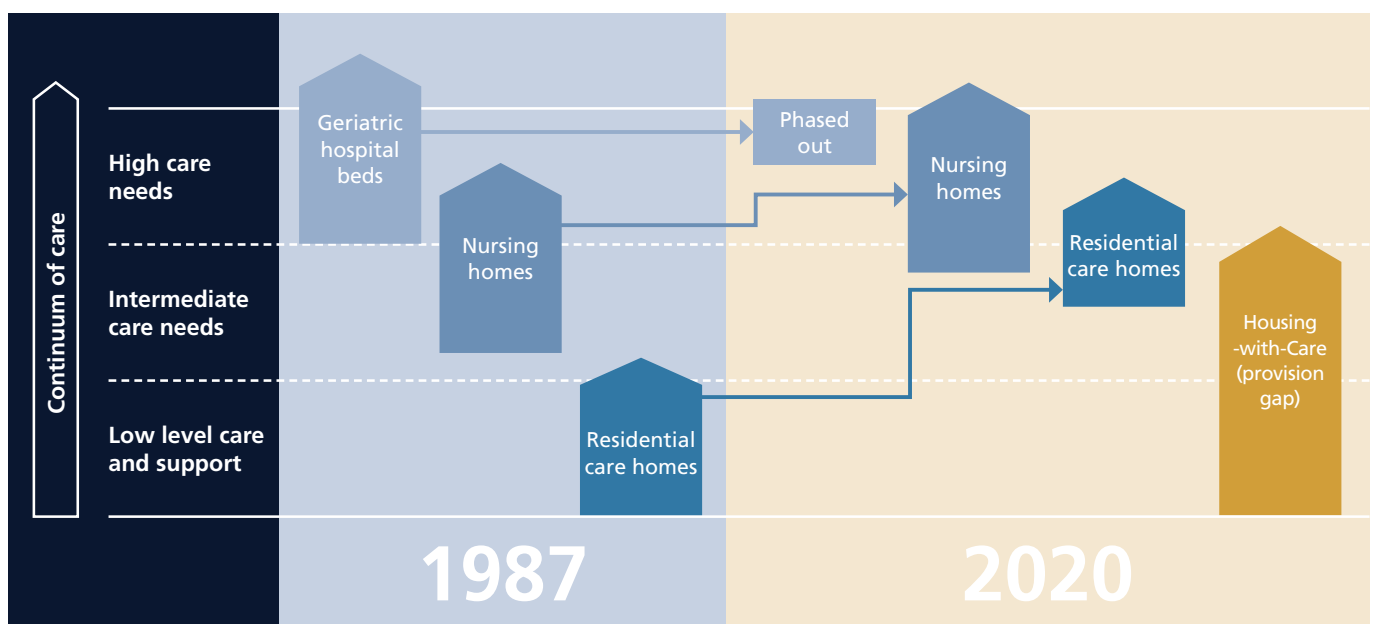 Continuum of care
High care
needs
Intermediate
care needs
Low level care
and support
Geriatric
hospital
beds
Nursing
homes
Residential
care homes
1987
Phased
out
Nursing
homes
Residential
care homes
Housing
-with-Care
(provision
gap)
2020